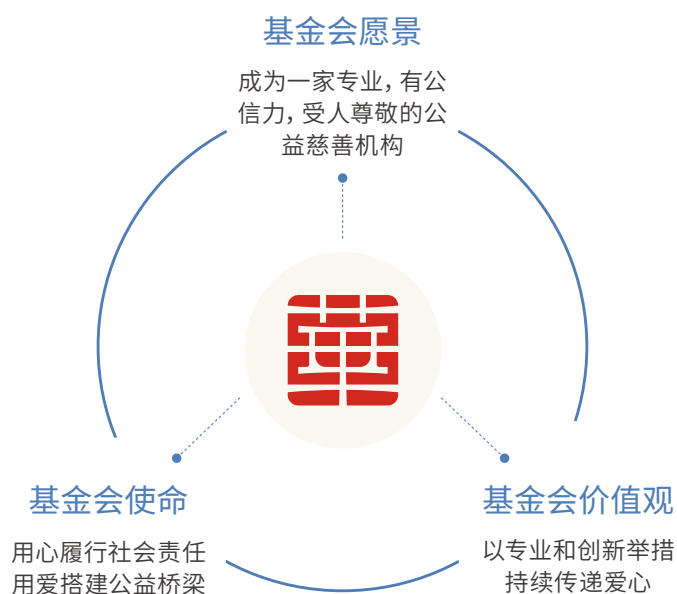 基金会愿景
成为一家专业，有公
信力，受人尊敬的公
益慈善机构
華
基金会使命
用心履行社会责任
用爱搭建公益桥梁
基金会价值观
以专业和创新举措
持续传递爱心